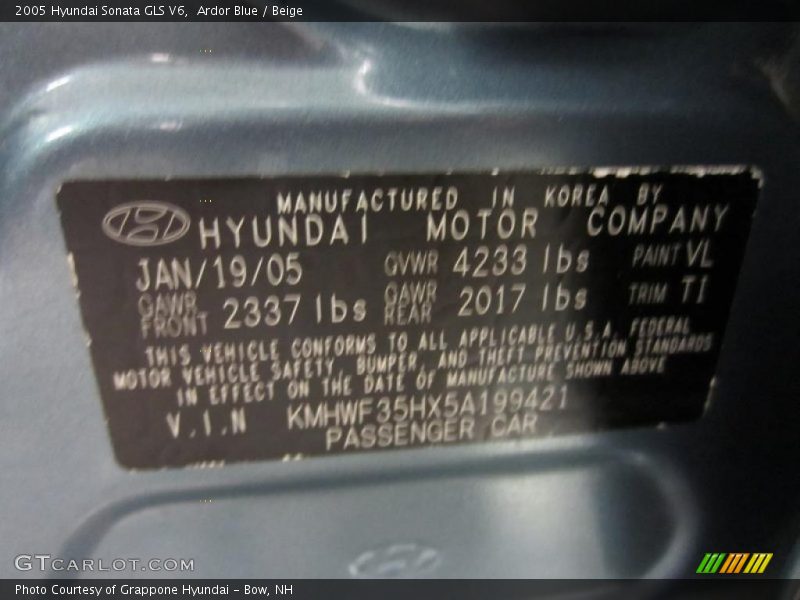 2005 Hyundai Sonata GLS V6,  Ardor Blue / Beige
MANUFACTURED IN KOREA BY
HYUNDAI MOTOR COMPANY
JAN/19/05 GVWR 4233 lbs PAINT VL
GAWR FRONT 2337 lbs GAWR REAR 2017 lbs TRIM TI
THIS VEHICLE CONFORMS TO ALL APPLICABLE U.S.A. FEDERAL
MOTOR VEHICLE SAFETY, BUMPER, AND THEFT PREVENTION STANDARDS
IN EFFECT ON THE DATE OF MANUFACTURE SHOWN ABOVE
V.I.N KMHWF35HX5A199421
PASSENGER CAR
GTCARLOT.COM
Photo Courtesy of Grappone Hyundai - Bow, NH